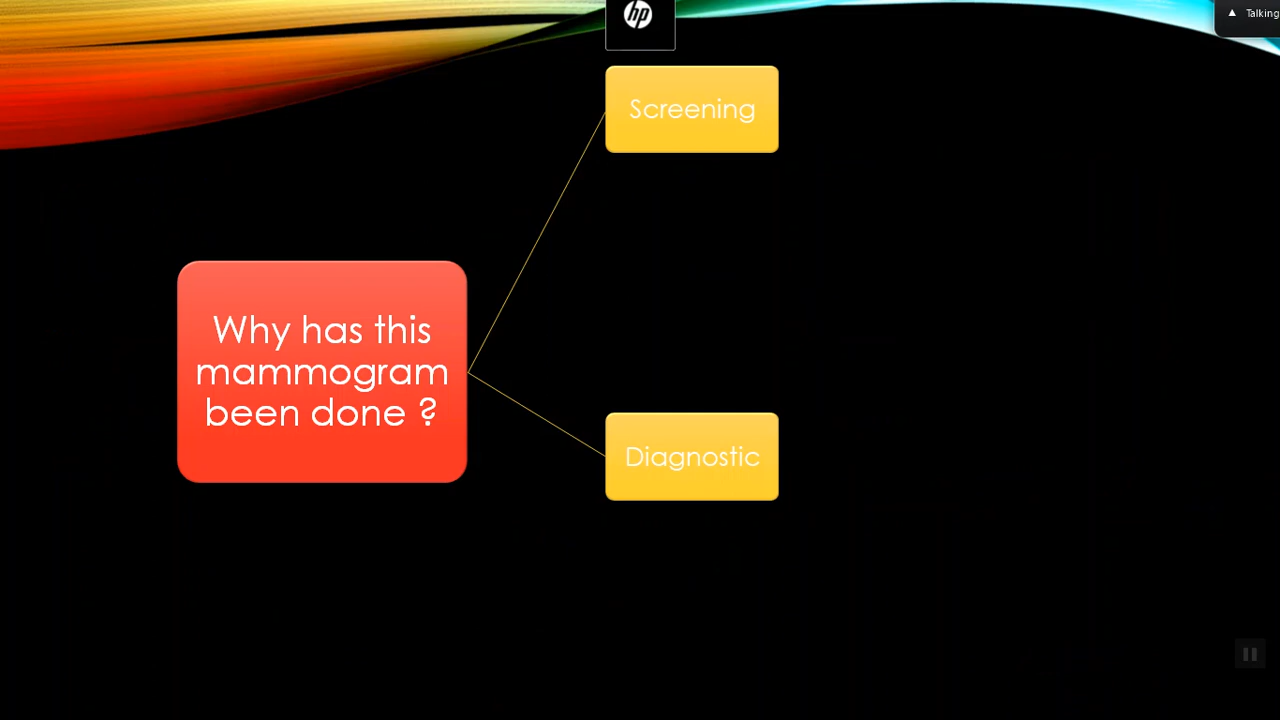 hp
Talking
Screening
Why has this
mammogram
been done ?
Diagnostic